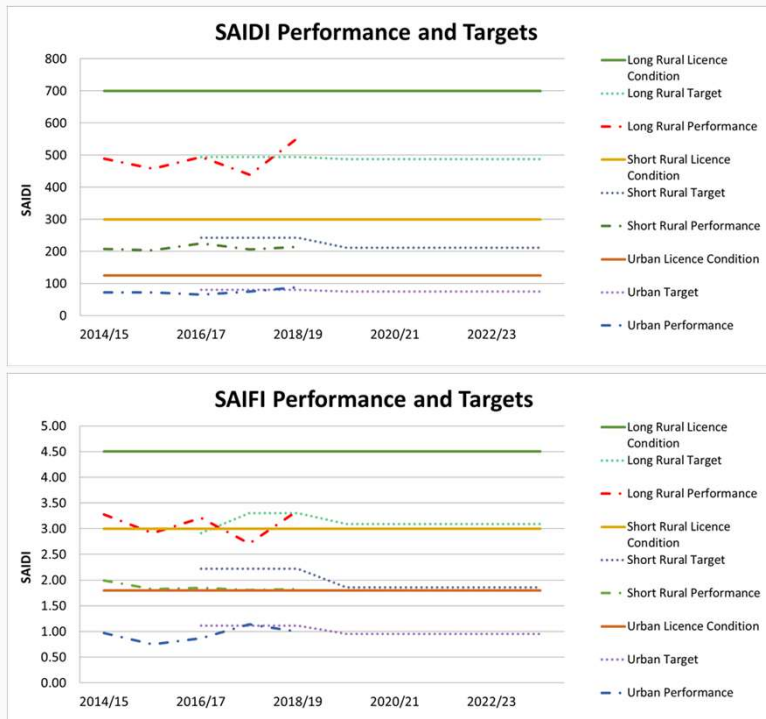 SAIDI Performance and Targets
800
700
600
500
400
300
200
100
0
SAIDI
2014/15
2016/17
2018/19
2020/21
2022/23
Long Rural Licence
Condition
Long Rural Target
Long Rural Performance
Short Rural Licence
Condition
Short Rural Target
Short Rural Performance
Urban Licence Condition
Urban Target
Urban Performance
SAIFI Performance and Targets
5.00
4.50
4.00
3.50
3.00
2.50
2.00
1.50
1.00
0.50
0.00
SAIDI
2014/15
2016/17
2018/19
2020/21
2022/23
Long Rural Licence
Condition
Long Rural Target
Long Rural Performance
Short Rural Licence
Condition
Short Rural Target
Short Rural Performance
Urban Licence Condition
Urban Target
Urban Performance